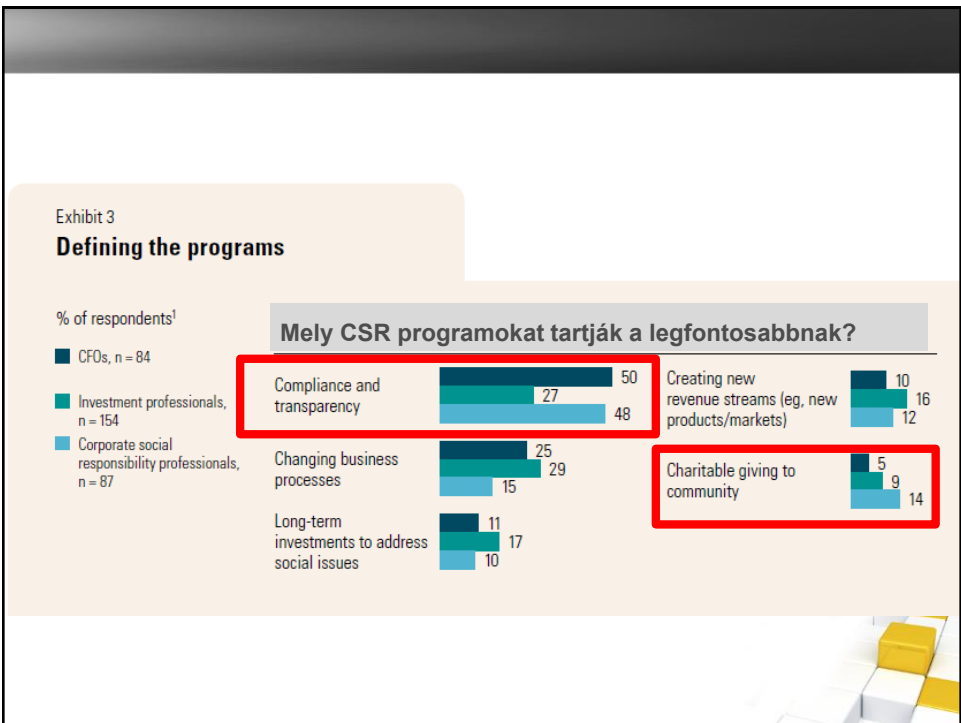 Exhibit 3
Defining the programs
% of respondents¹
CFOs, n = 84
Investment professionals,
n = 154
Corporate social
responsibility professionals,
n = 87
Mely CSR programokat tartják a legfontosabbnak?
Compliance and
transparency
50
27
48
Changing business
processes
25
29
15
Long-term
investments to address
social issues
11
17
10
Creating new
revenue streams (eg, new
products/markets)
10
16
12
Charitable giving to
community
5
9
14